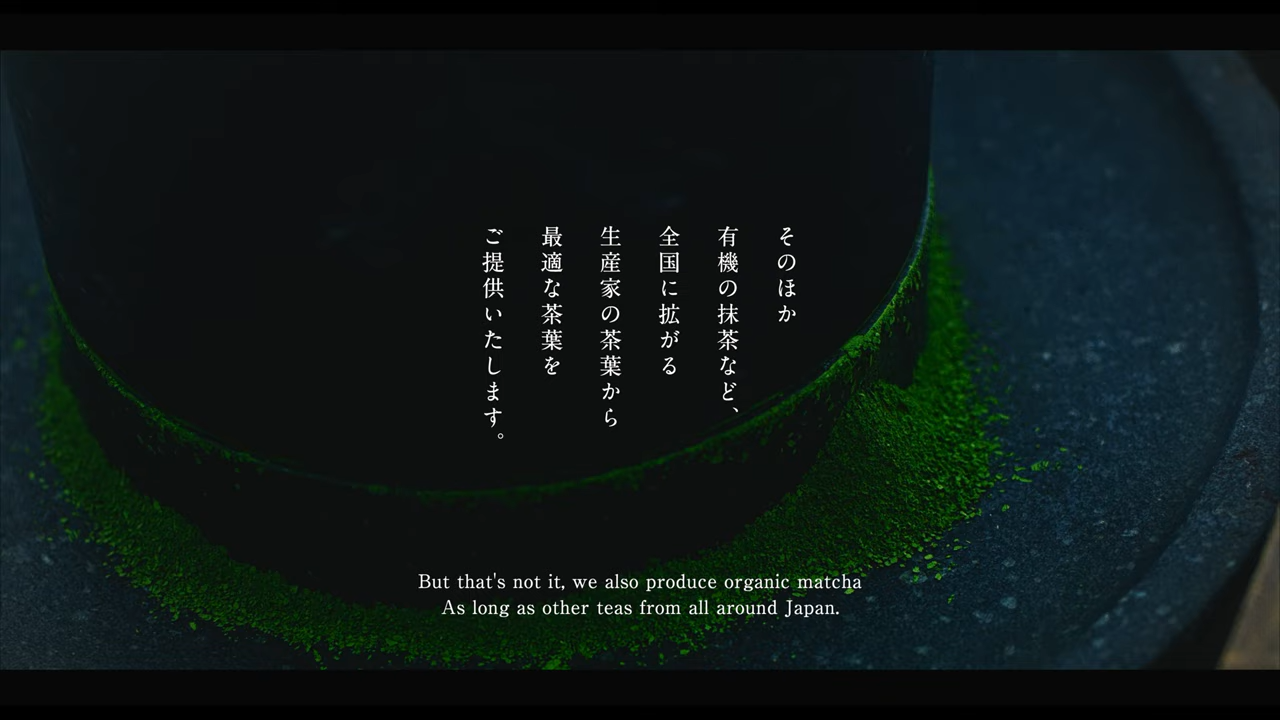 そのほか
有機の抹茶など、
全国に拡がる
生産家の茶葉から
最適な茶葉を
ご提供いたします。
But that's not it, we also produce organic matcha
As long as other teas from all around Japan.